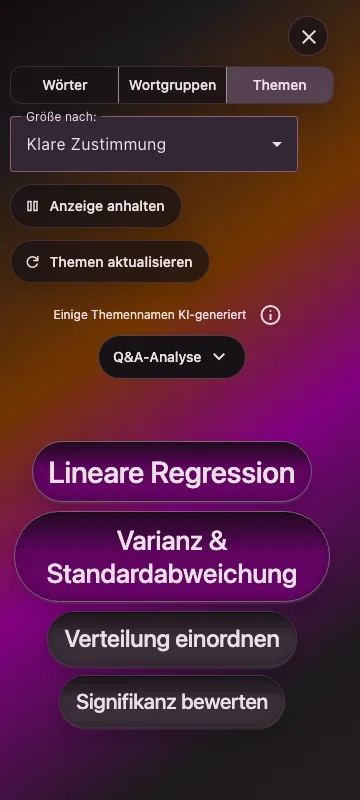 Wörter
Wortgruppen
Themen
Größe nach:
Klare Zustimmung
Anzeige anhalten
Themen aktualisieren
Einige Themennamen KI-generiert
Q&A-Analyse
Lineare Regression
Varianz &
Standardabweichung
Verteilung einordnen
Signifikanz bewerten